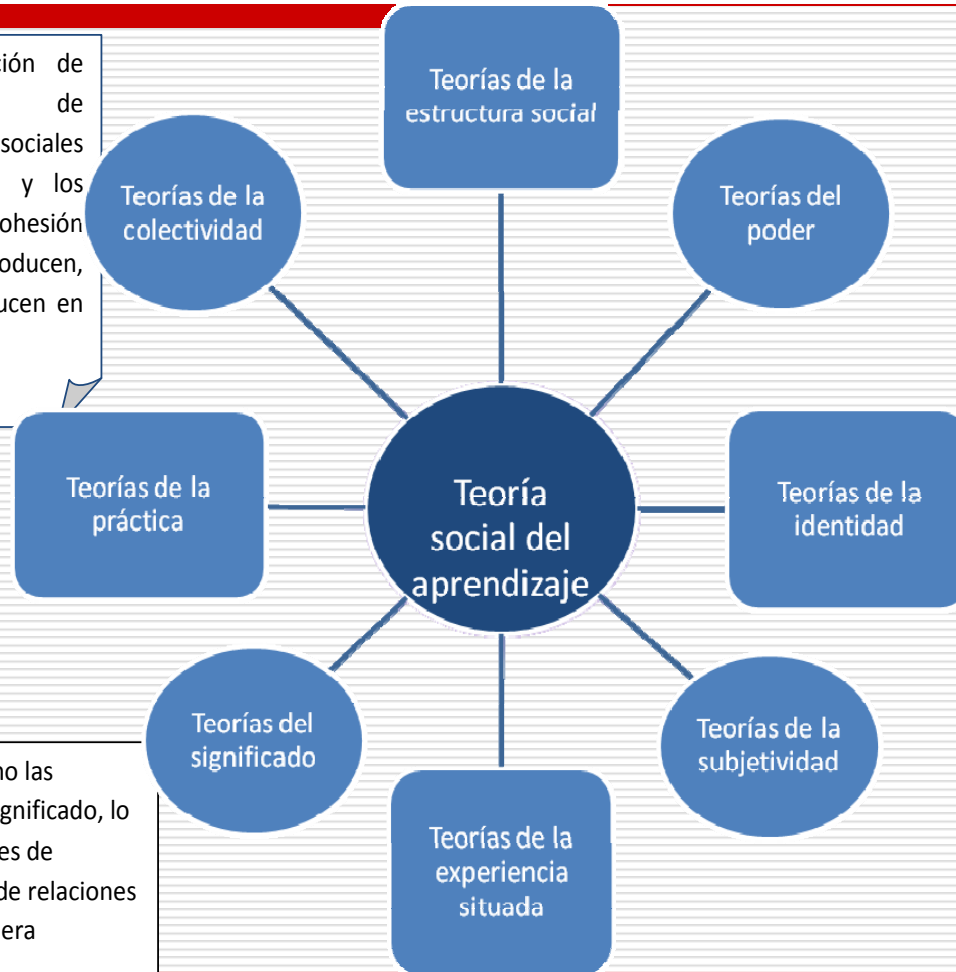 ción de
de
sociales
y los
ohesión
oducen,
ucen en
Teorías de la
estructura social
Teorías de la
colectividad
Teorías del
poder
Teorías de la
práctica
Teoría
social del
aprendizaje
Teorías de la
identidad
Teorías del
significado
Teorías de la
subjetividad
Teorías de la
experiencia
situada
no las
ignificado, lo
es de
de relaciones
era